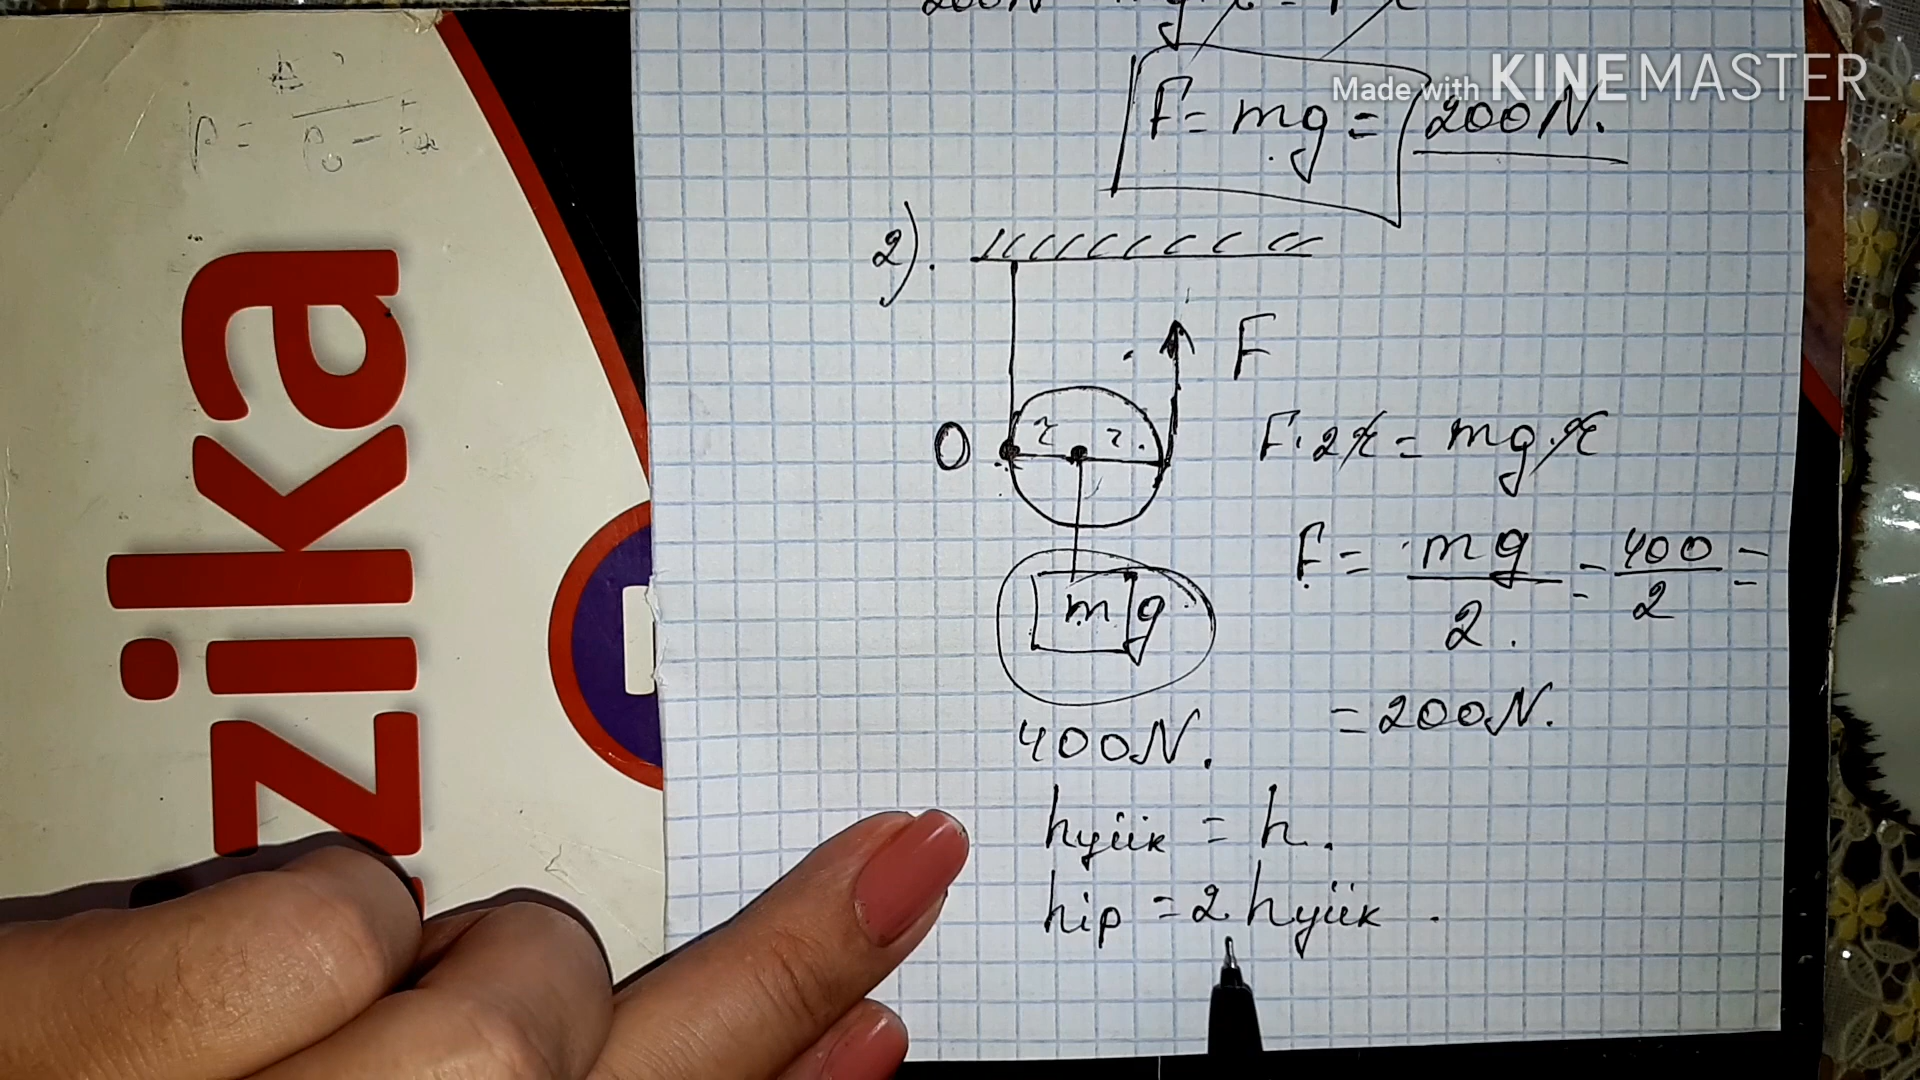 200N
Made with KINEMASTER
F = mg = 200N.
2).
F
O
r r.
F·2r = mg·r
F = mg/2 = 400/2 =
= 200N.
mg
400N.
hyük = h.
hip = 2 hyük.
zika